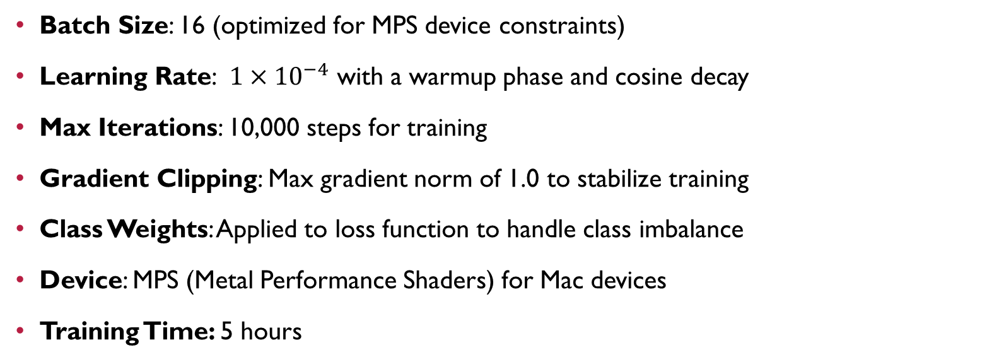 • Batch Size: 16 (optimized for MPS device constraints)
• Learning Rate: 1 × 10⁻⁴ with a warmup phase and cosine decay
• Max Iterations: 10,000 steps for training
• Gradient Clipping: Max gradient norm of 1.0 to stabilize training
• Class Weights: Applied to loss function to handle class imbalance
• Device: MPS (Metal Performance Shaders) for Mac devices
• Training Time: 5 hours